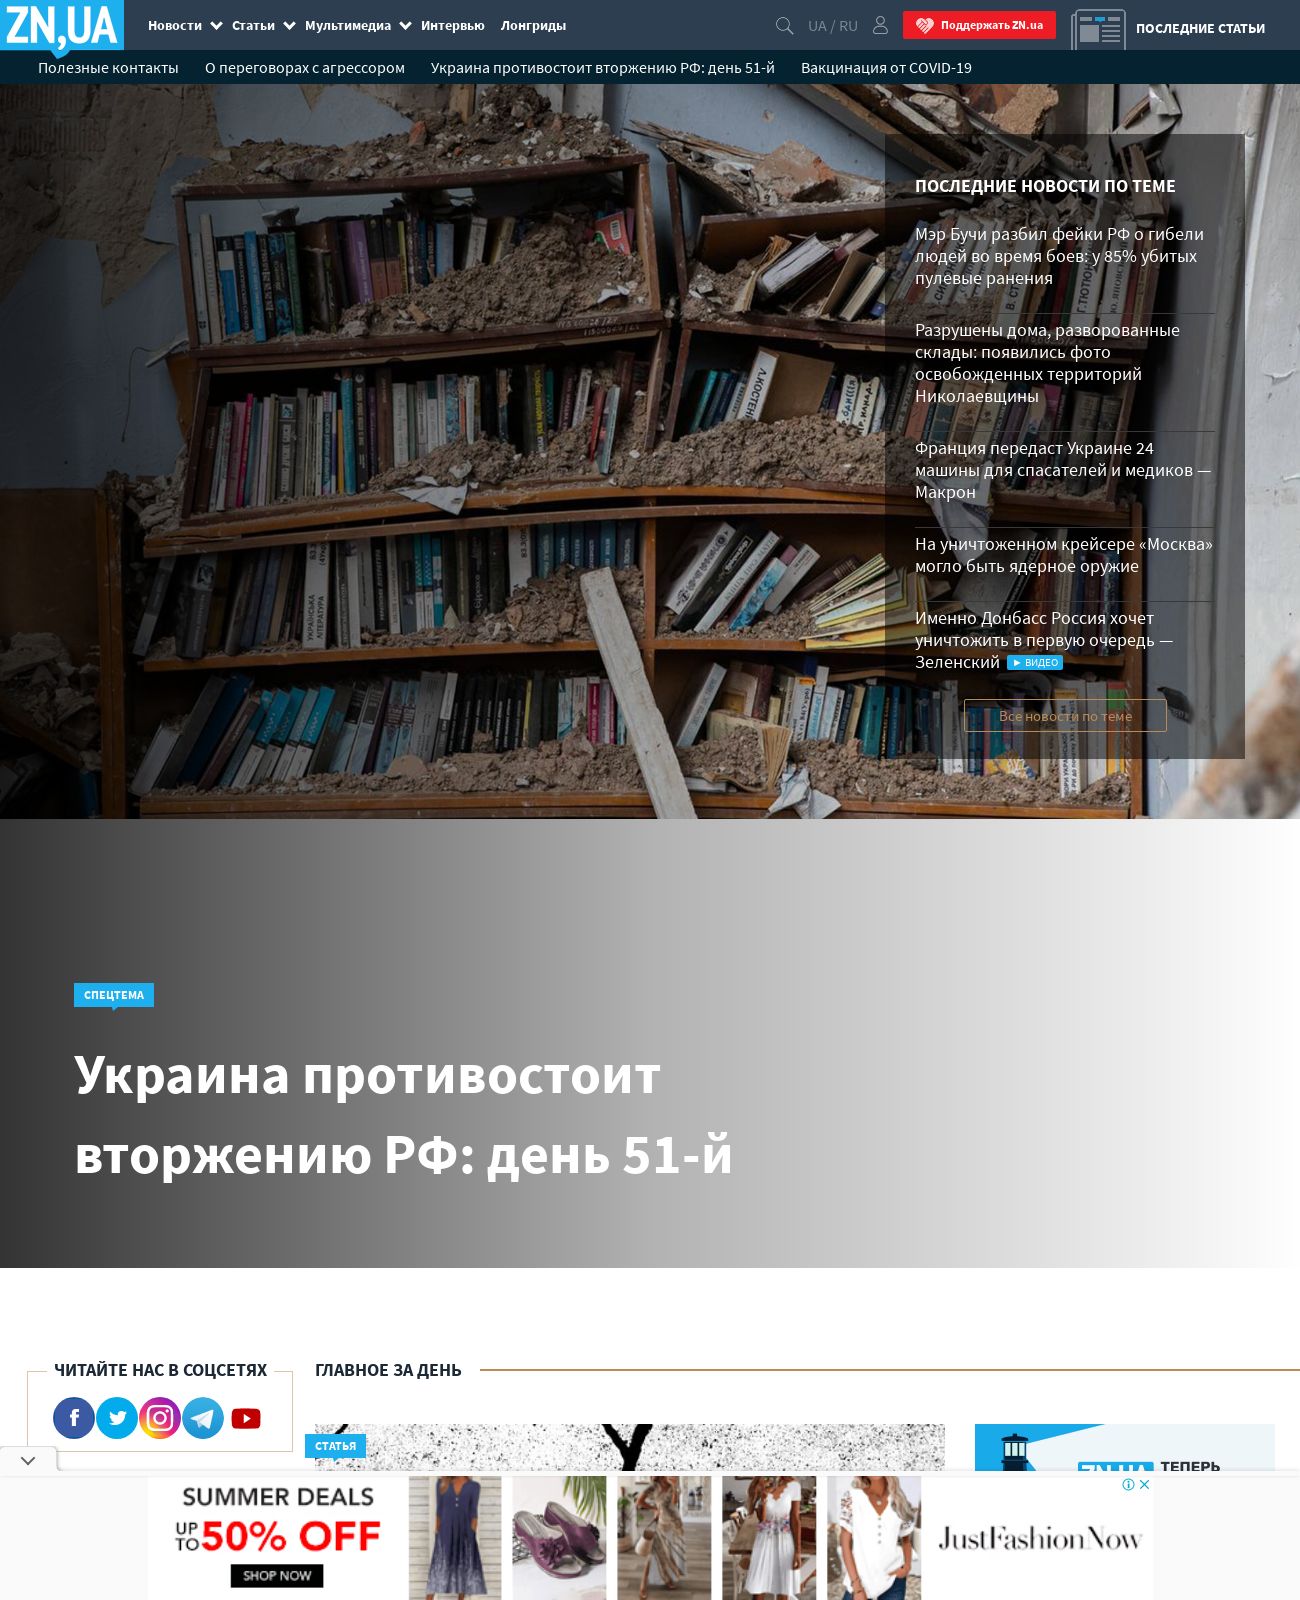 ZN,UA
Новости Статьи Мультимедиа Интервью Лонгриды
UA / RU
Поддержать ZN.ua
ПОСЛЕДНИЕ СТАТЬИ
Полезные контакты О переговорах с агрессором Украина противостоит вторжению РФ: день 51-й Вакцинация от COVID-19
ПОСЛЕДНИЕ НОВОСТИ ПО ТЕМЕ
Мэр Бучи разбил фейки РФ о гибели
людей во время боев: у 85% убитых
пулевые ранения
Разрушены дома, разворованные
склады: появились фото
освобожденных территорий
Николаевщины
Франция передаст Украине 24
машины для спасателей и медиков —
Макрон
На уничтоженном крейсере «Москва»
могло быть ядерное оружие
Именно Донбасс Россия хочет
уничтожить в первую очередь —
Зеленский ВИДЕО
Все новости по теме
СПЕЦТЕМА
Украина противостоит
вторжению РФ: день 51-й
ЧИТАЙТЕ НАС В СОЦСЕТЯХ
ГЛАВНОЕ ЗА ДЕНЬ
СТАТЬЯ
ZN,UA ТЕПЕРЬ
SUMMER DEALS
UP TO 50% OFF
SHOP NOW
JustFashionNow